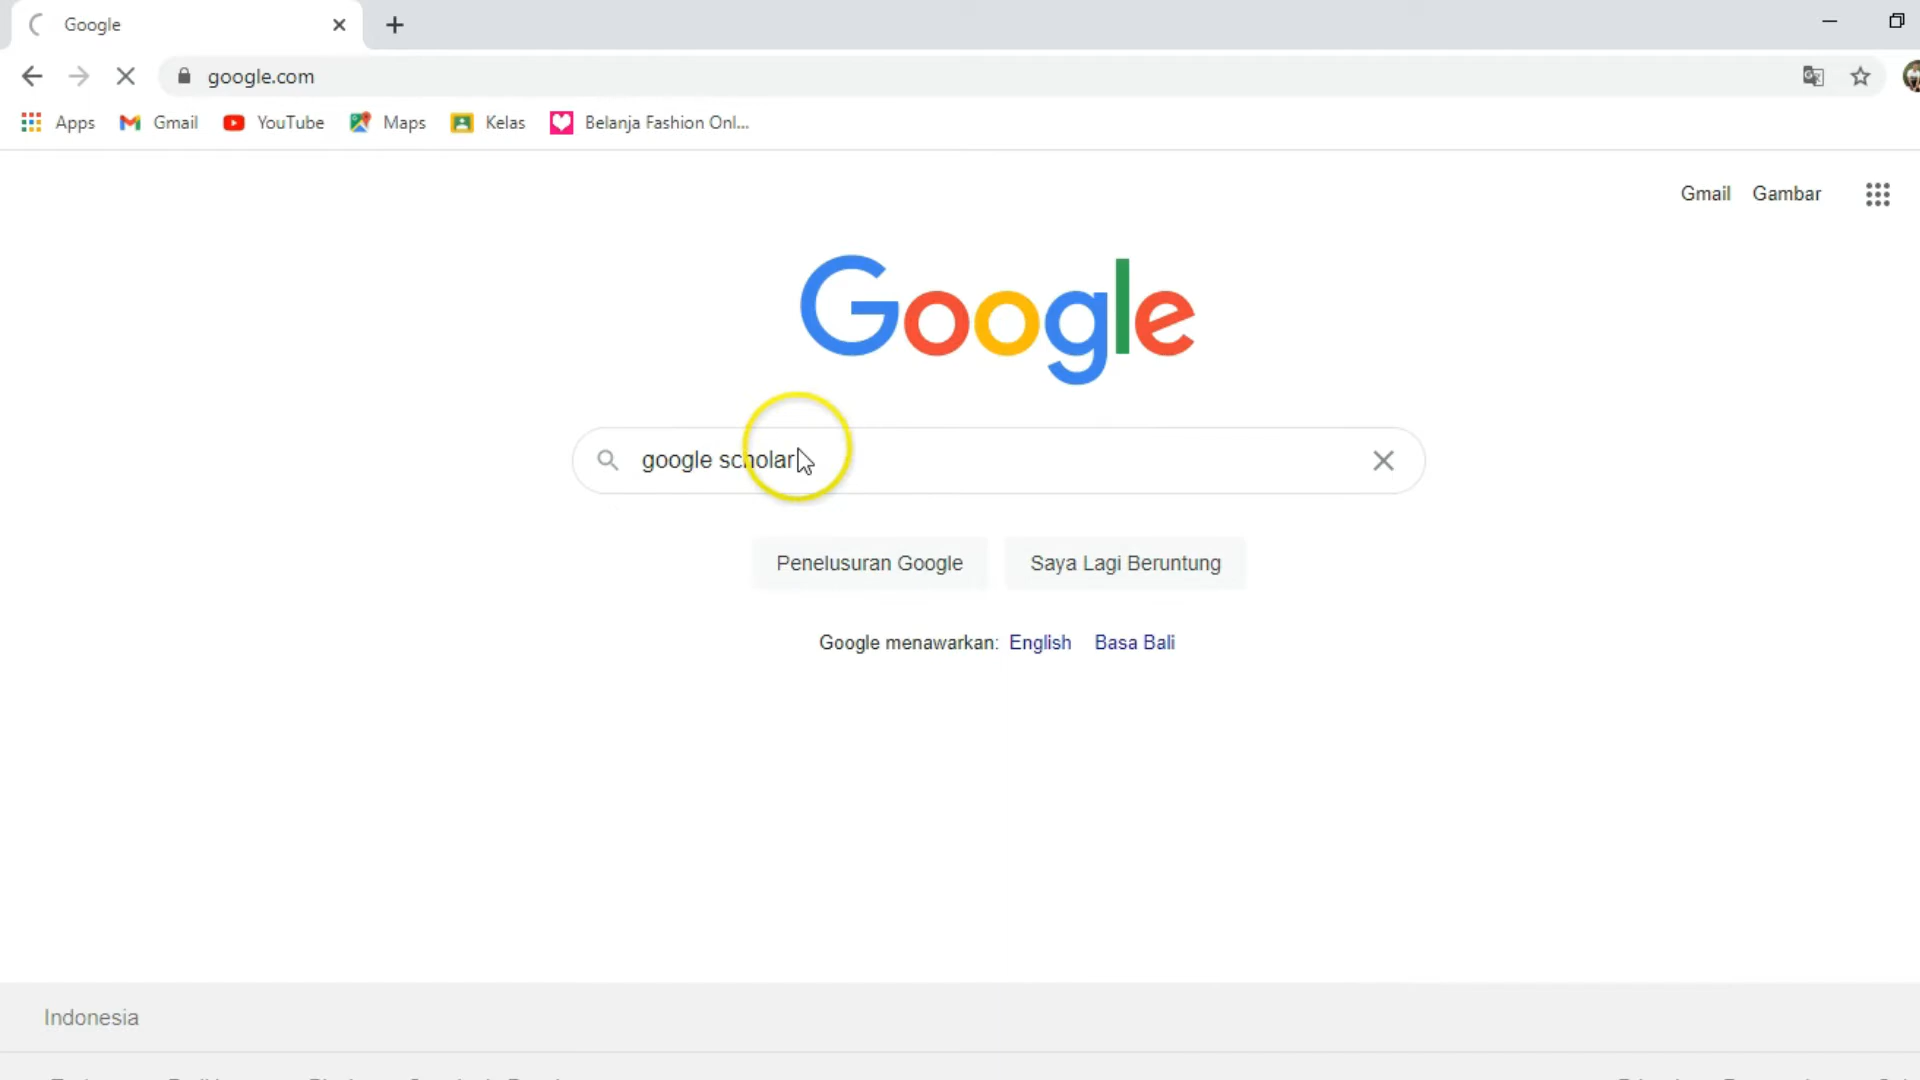 Google
google.com
Apps Gmail YouTube Maps Kelas Belanja Fashion Onl...
Gmail Gambar
Google
google scholar
Penelusuran Google Saya Lagi Beruntung
Google menawarkan: English Basa Bali
Indonesia